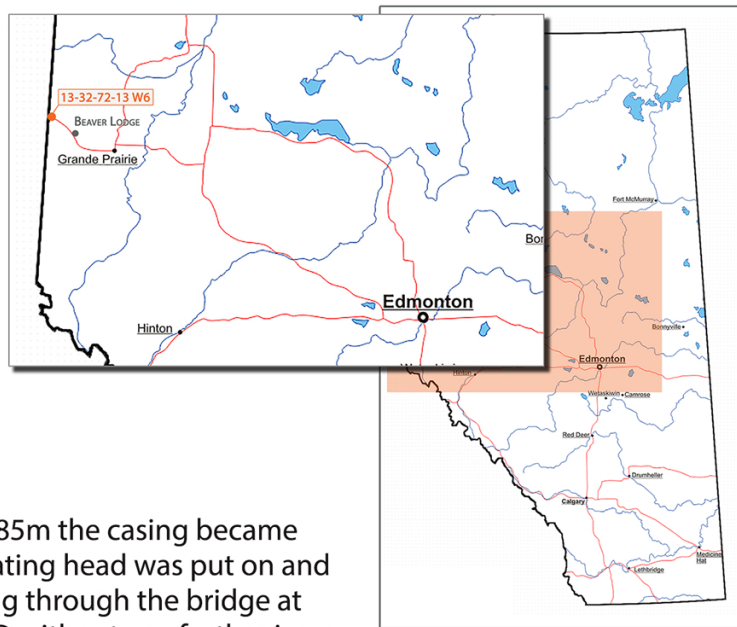 13-32-72-13 W6
Beaver Lodge
Grande Prairie
Edmonton
Hinton
Bon
Fort McMurray
Bonnyville
Edmonton
Hinton
Wetaskiwin
Camrose
Red Deer
Drumheller
Calgary
Medicine
Hat
Lethbridge
85m the casing became
ating head was put on and
g through the bridge at